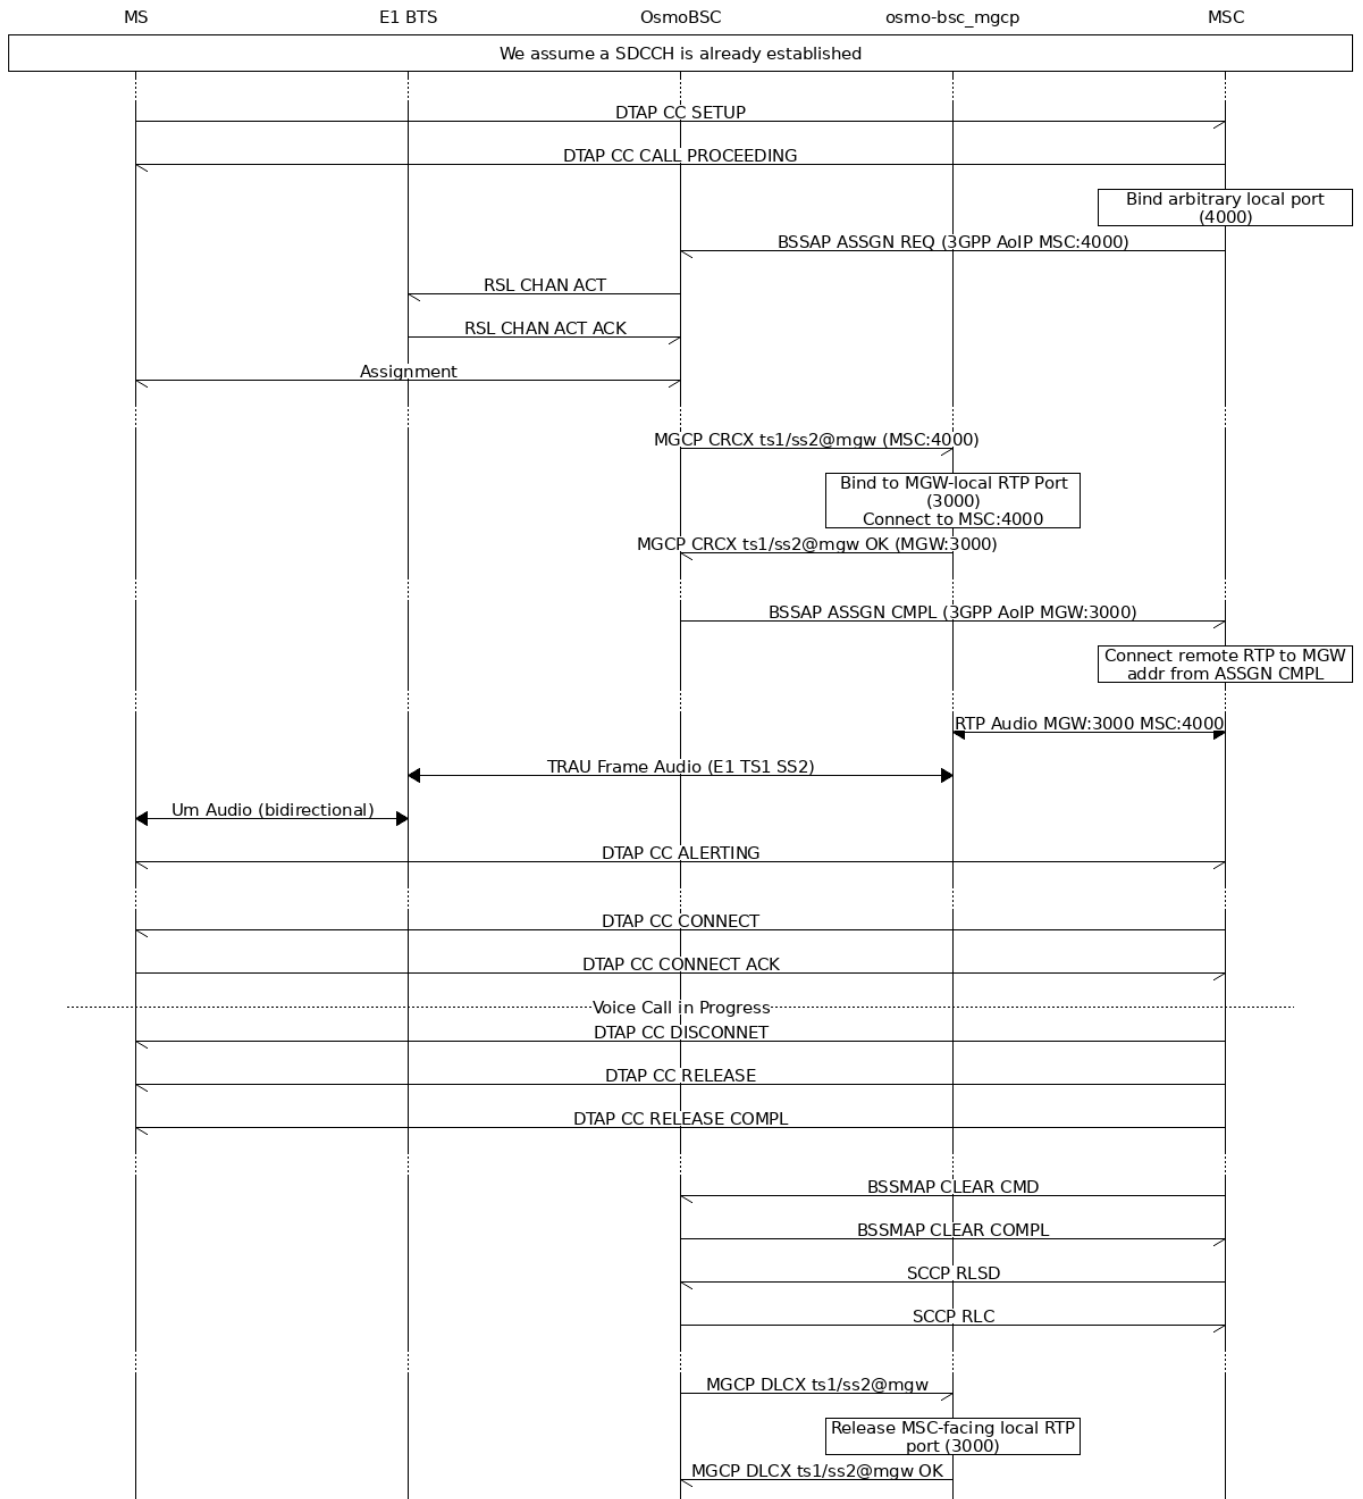 MS E1 BTS OsmoBSC osmo-bsc_mgcp MSC
We assume a SDCCH is already established
DTAP CC SETUP
DTAP CC CALL PROCEEDING
Bind arbitrary local port
(4000)
BSSAP ASSGN REQ (3GPP AoIP MSC:4000)
RSL CHAN ACT
RSL CHAN ACT ACK
Assignment
MGCP CRCX ts1/ss2@mgw (MSC:4000)
Bind to MGW-local RTP Port
(3000)
Connect to MSC:4000
MGCP CRCX ts1/ss2@mgw OK (MGW:3000)
BSSAP ASSGN CMPL (3GPP AoIP MGW:3000)
Connect remote RTP to MGW
addr from ASSGN CMPL
RTP Audio MGW:3000 MSC:4000
TRAU Frame Audio (E1 TS1 SS2)
Um Audio (bidirectional)
DTAP CC ALERTING
DTAP CC CONNECT
DTAP CC CONNECT ACK
Voice Call in Progress
DTAP CC DISCONNET
DTAP CC RELEASE
DTAP CC RELEASE COMPL
BSSMAP CLEAR CMD
BSSMAP CLEAR COMPL
SCCP RLSD
SCCP RLC
MGCP DLCX ts1/ss2@mgw
Release MSC-facing local RTP
port (3000)
MGCP DLCX ts1/ss2@mgw OK